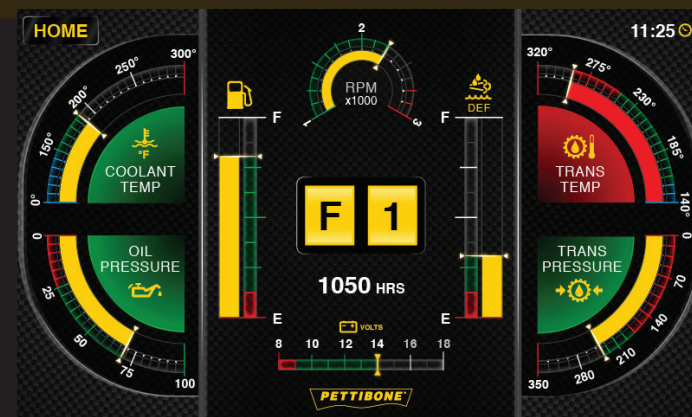 HOME
11:25
300°
250°
200°
150°
0°
°F
COOLANT
TEMP
0
25
50
75
100
OIL
PRESSURE
2
1
3
RPM
x1000
F
E
DEF
F
E
F 1
1050 HRS
VOLTS
8 10 12 14 16 18
PETTIBONE
320°
275°
230°
185°
140°
TRANS
TEMP
0
70
140
210
280
350
TRANS
PRESSURE